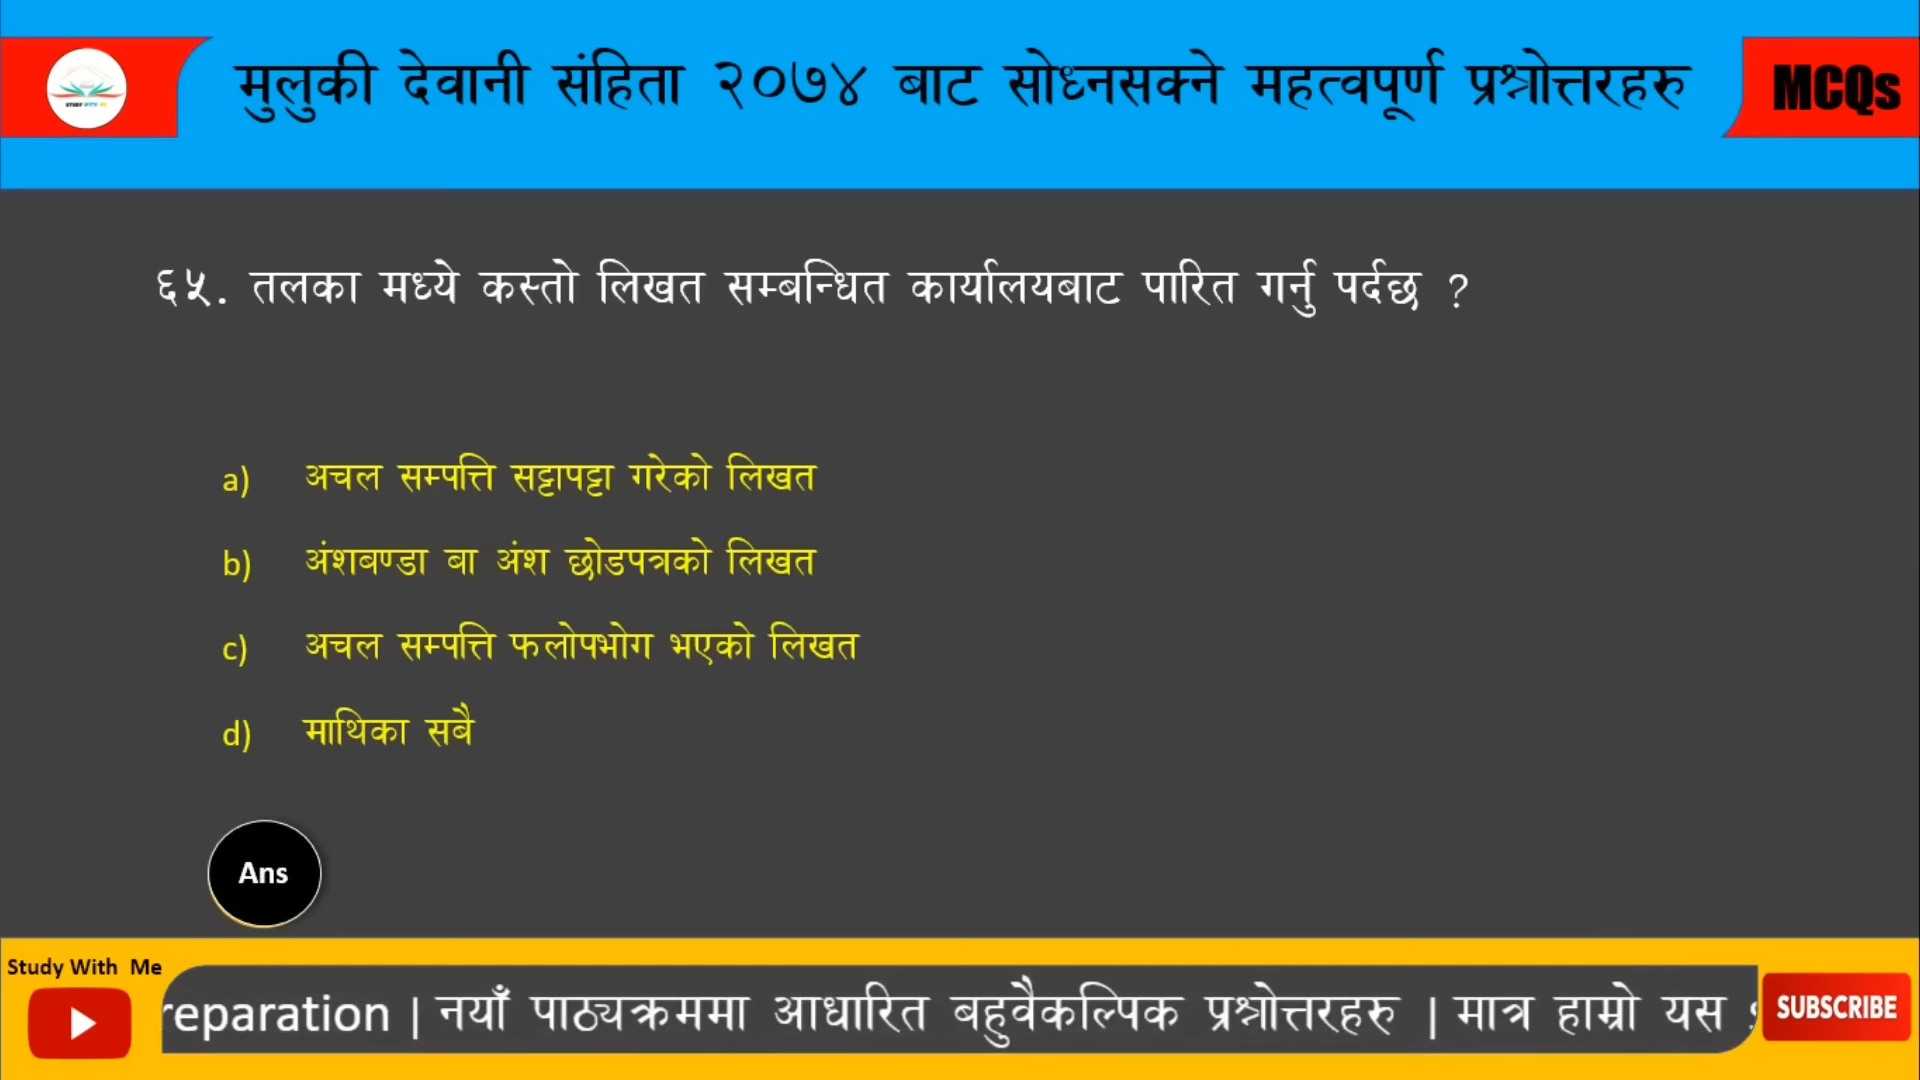 मुलुकी देवानी संहिता २०७४ बाट सोध्नसक्ने महत्वपूर्ण प्रश्नोत्तरहरु
MCQs
६५. तलका मध्ये कस्तो लिखत सम्बन्धित कार्यालयबाट पारित गर्नु पर्दछ ?
a) अचल सम्पत्ति सट्टापट्टा गरेको लिखत
b) अंशबण्डा बा अंश छोडपत्रको लिखत
c) अचल सम्पत्ति फलोपभोग भएको लिखत
d) माथिका सबै
Ans
Study With Me
reparation | नयाँ पाठ्यक्रममा आधारित बहुवैकल्पिक प्रश्नोत्तरहरु | मात्र हाम्रो यस
SUBSCRIBE